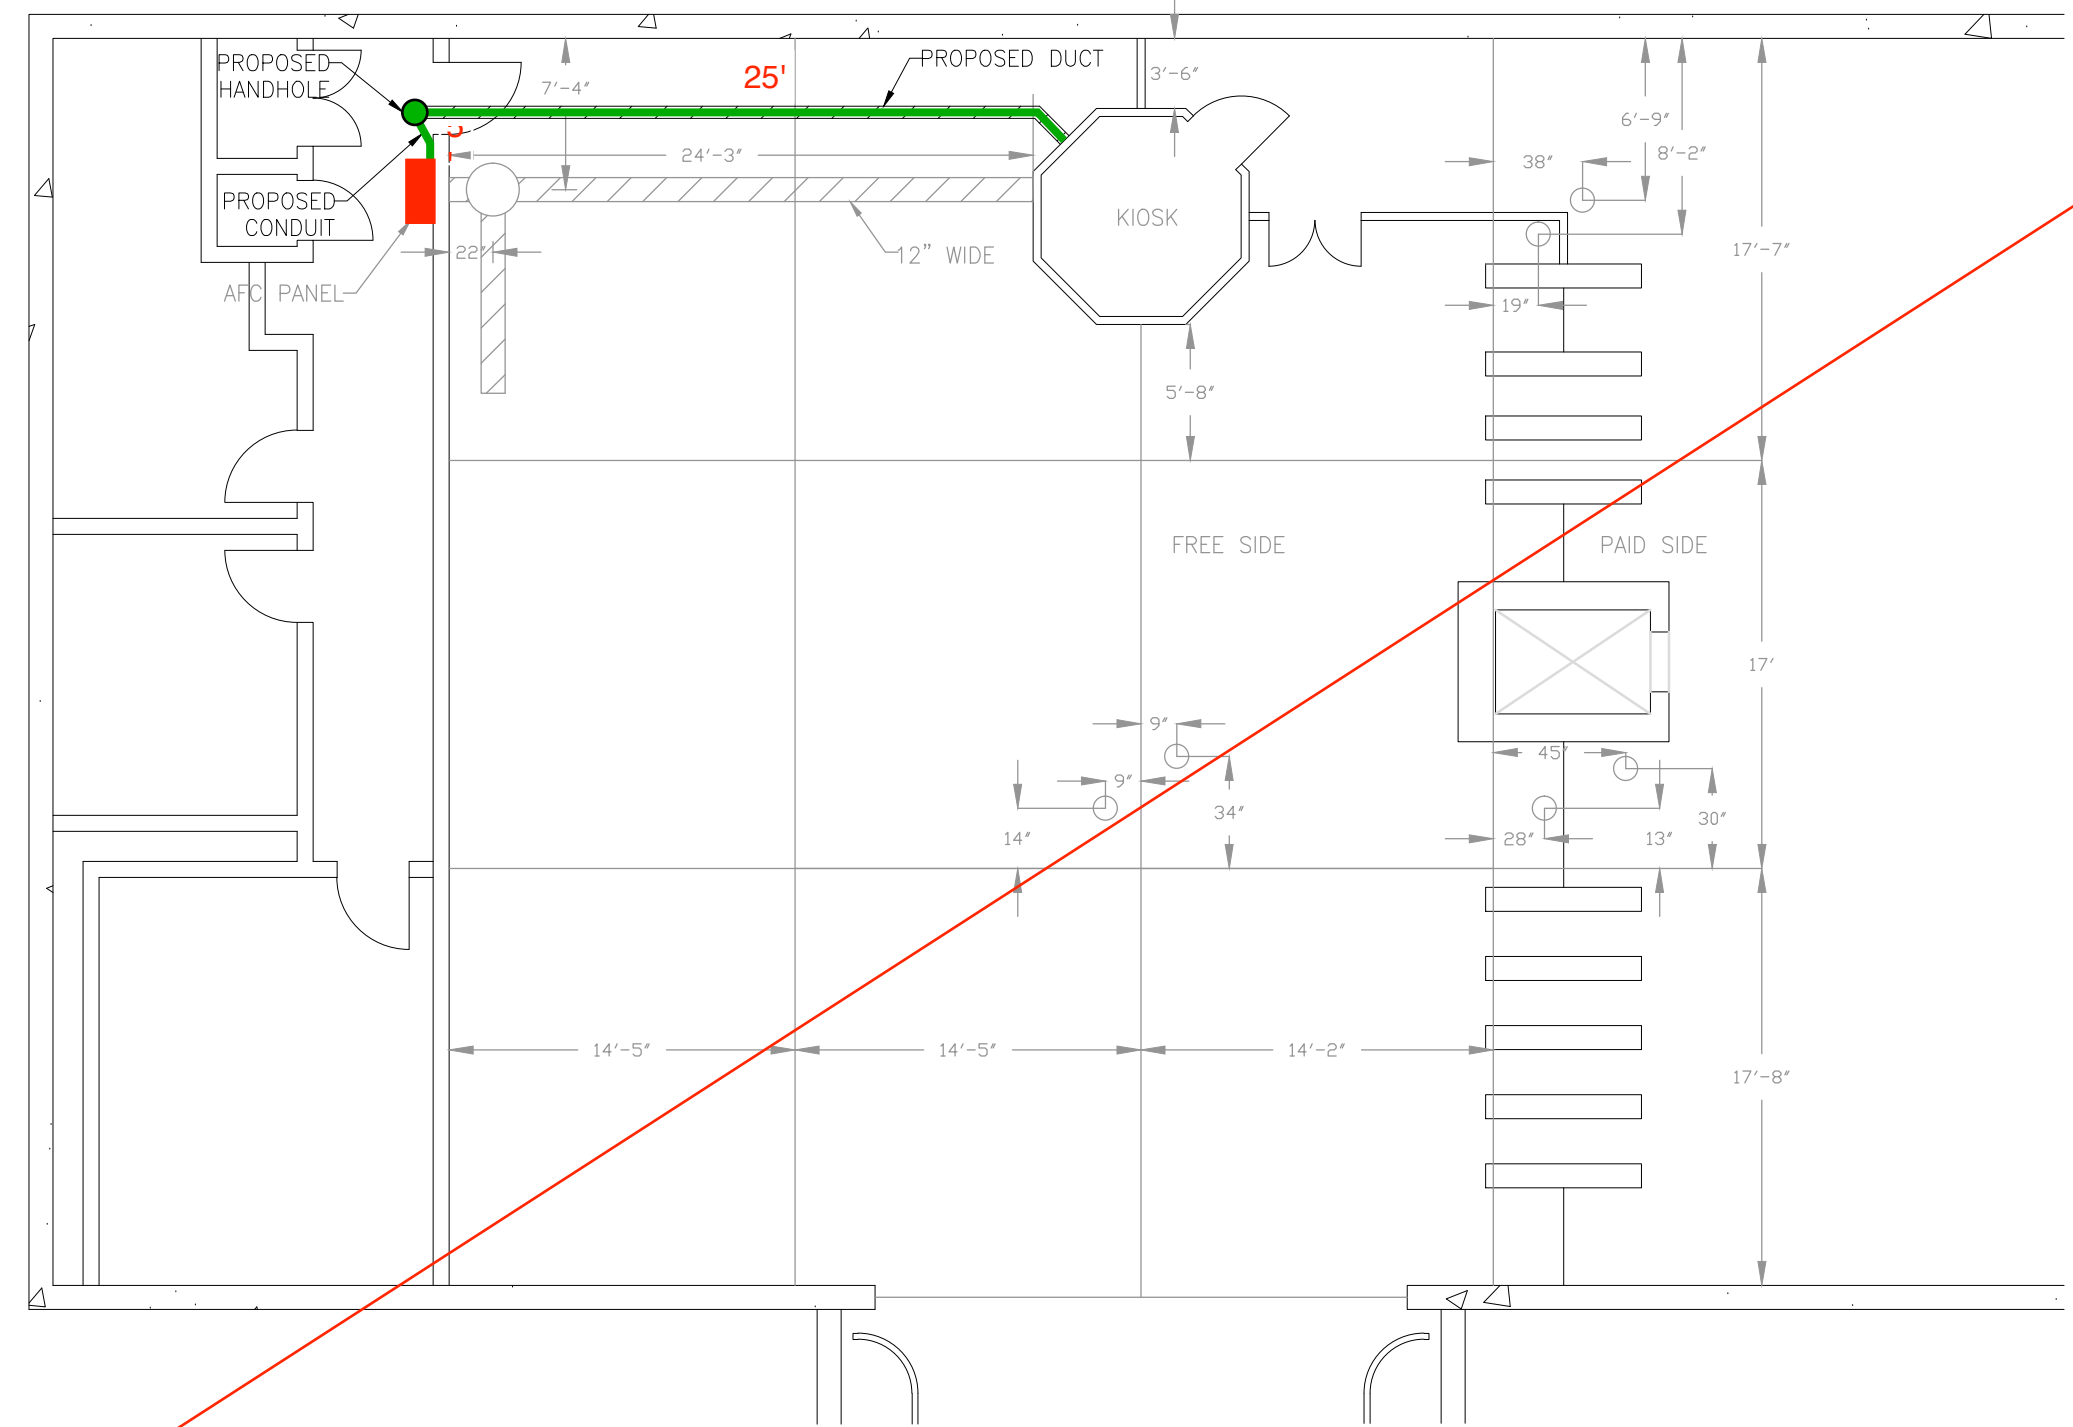 PROPOSED
HANDHOLE
7'-4"
25'
PROPOSED DUCT
3'-6"
6'-9"
8'-2"
38"
24'-3"
PROPOSED
CONDUIT
KIOSK
22"
12" WIDE
17'-7"
AFC PANEL
19"
5'-8"
FREE SIDE
PAID SIDE
17'
9"
45"
9"
34"
14"
28"
13"
30"
14'-5"
14'-5"
14'-2"
17'-8"